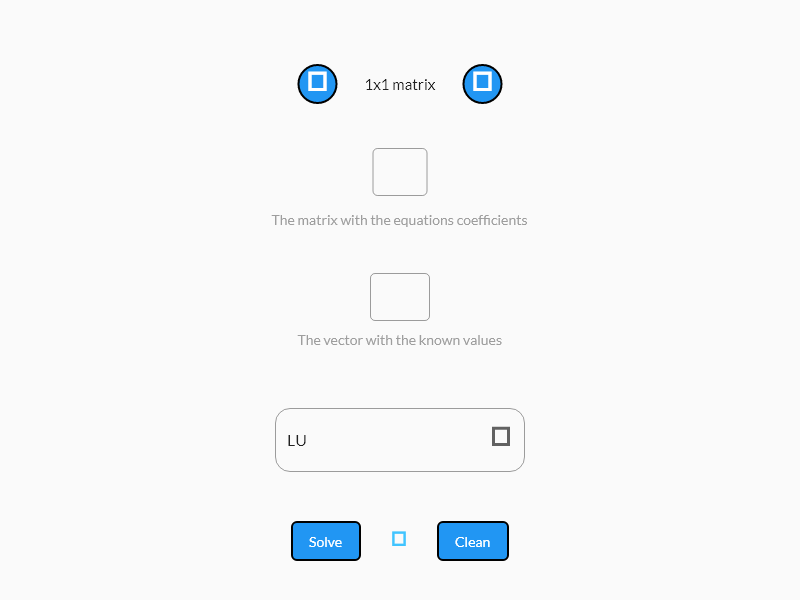 1x1 matrix
The matrix with the equations coefficients
The vector with the known values
LU
Solve
Clean